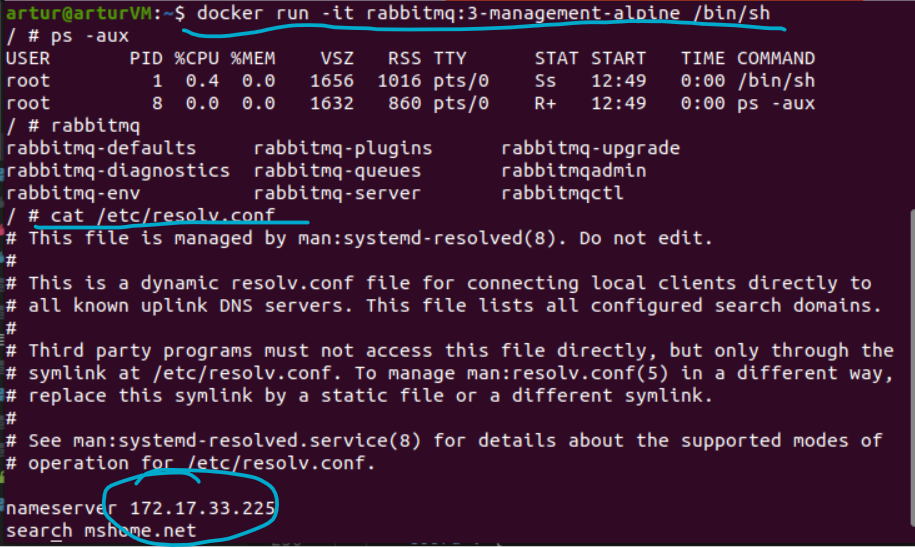 artur@arturVM:~$ docker run -it rabbitmq:3-management-alpine /bin/sh
/ # ps -aux
USER       PID %CPU %MEM    VSZ   RSS TTY      STAT START   TIME COMMAND
root         1  0.4  0.0   1656  1016 pts/0    Ss   12:49   0:00 /bin/sh
root         8  0.0  0.0   1632   860 pts/0    R+   12:49   0:00 ps -aux
/ # rabbitmq
rabbitmq-defaults     rabbitmq-plugins      rabbitmq-upgrade
rabbitmq-diagnostics  rabbitmq-queues       rabbitmqadmin
rabbitmq-env          rabbitmq-server       rabbitmqctl
/ # cat /etc/resolv.conf
# This file is managed by man:systemd-resolved(8). Do not edit.
#
# This is a dynamic resolv.conf file for connecting local clients directly to
# all known uplink DNS servers. This file lists all configured search domains.
#
# Third party programs must not access this file directly, but only through the
# symlink at /etc/resolv.conf. To manage man:resolv.conf(5) in a different way,
# replace this symlink by a static file or a different symlink.
#
# See man:systemd-resolved.service(8) for details about the supported modes of
# operation for /etc/resolv.conf.
nameserver 172.17.33.225
search mshome.net